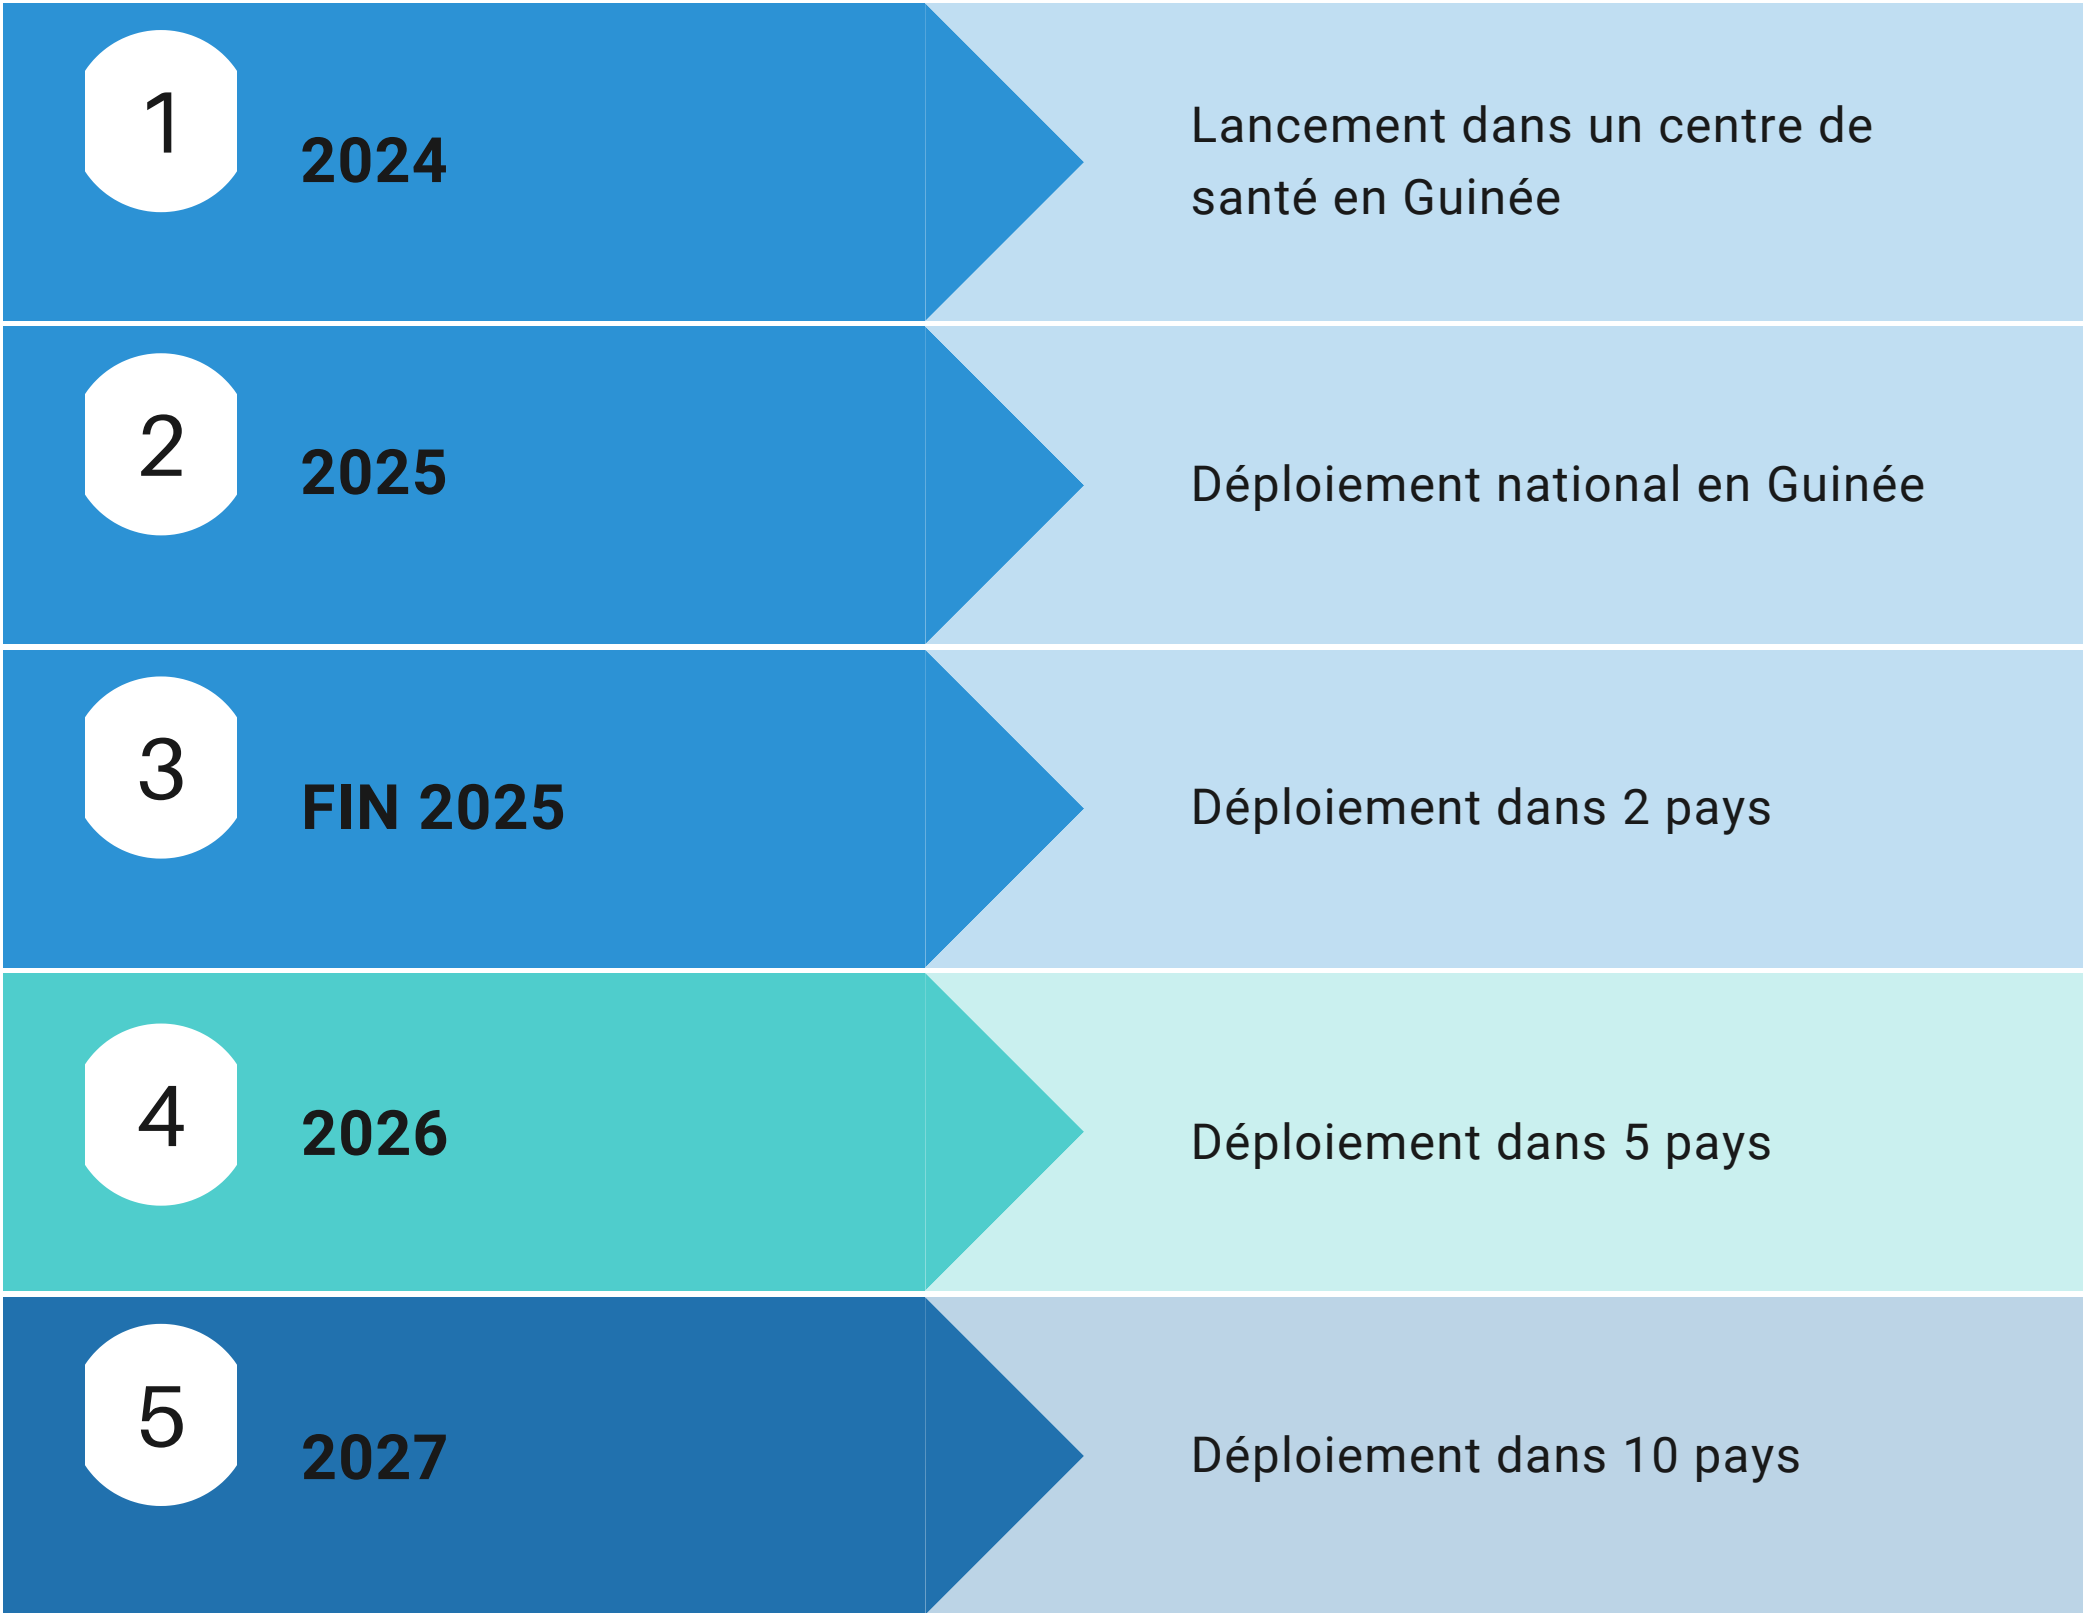 1
2024
Lancement dans un centre de
santé en Guinée
2
2025
Déploiement national en Guinée
3
FIN 2025
Déploiement dans 2 pays
4
2026
Déploiement dans 5 pays
5
2027
Déploiement dans 10 pays